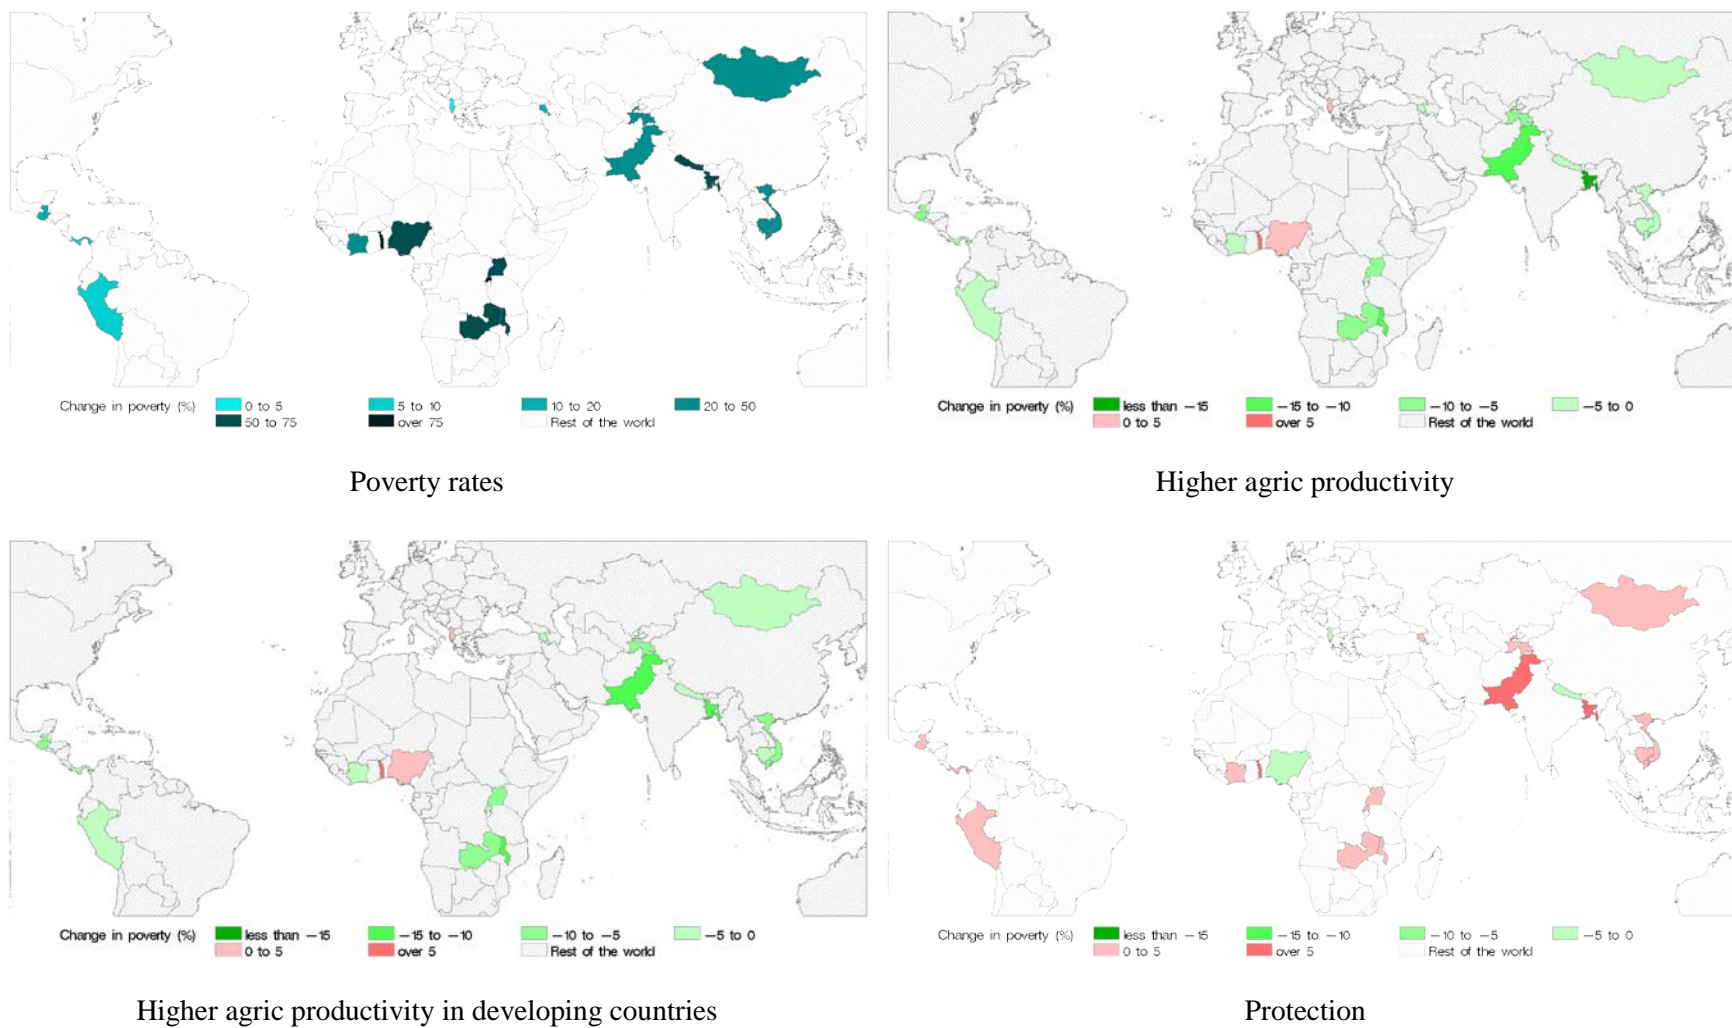 Change in poverty (%) 0 to 5 5 to 10 10 to 20 20 to 50
50 to 75 over 75 Rest of the world
Poverty rates
Change in poverty (%) less than −15 −15 to −10 −10 to −5 −5 to 0
0 to 5 over 5 Rest of the world
Higher agric productivity
Change in poverty (%) less than −15 −15 to −10 −10 to −5 −5 to 0
0 to 5 over 5 Rest of the world
Higher agric productivity in developing countries
Change in poverty (%) less than −15 −15 to −10 −10 to −5 −5 to 0
0 to 5 over 5 Rest of the world
Protection